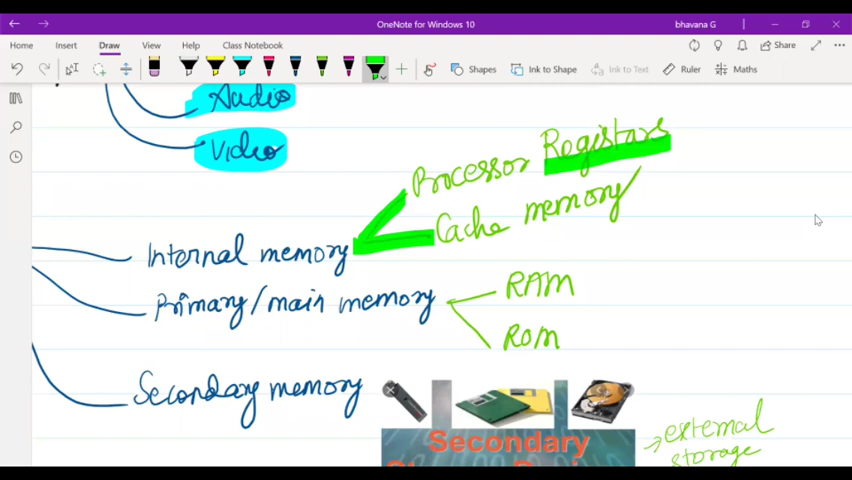 OneNote for Windows 10
bhavana G
Home Insert Draw View Help Class Notebook
Share
Shapes Ink to Shape Ink to Text Ruler Maths
Audio
Video
Processor Registars
Cache memory
Internal memory
Primary/main memory
RAM
ROM
Secondary memory
Secondary
→external
storage